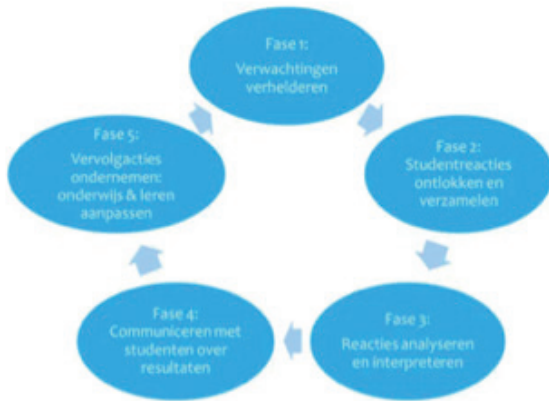 Fase 1:
Verwachtingen
verhelderen
Fase 2:
Studentreacties
ontlokken en
verzamelen
Fase 3:
Reacties analyseren
en interpreteren
Fase 4:
Communiceren met
studenten over
resultaten
Fase 5:
Vervolgacties
ondernemen:
onderwijs & leren
aanpassen